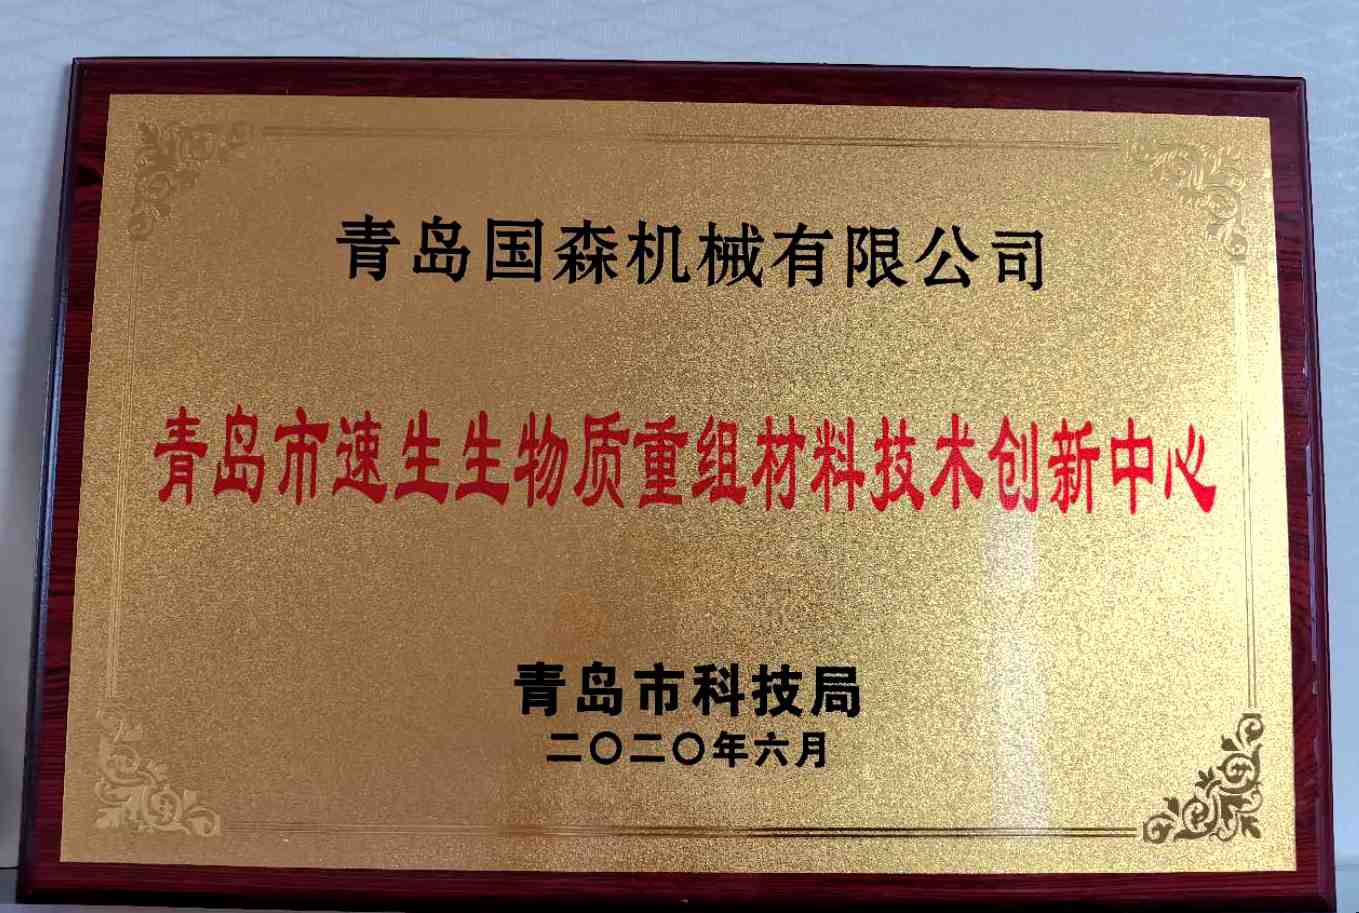 青岛国森机械有限公司
青岛市速生生物质重组材料技术创新中心
青岛市科技局
二〇二〇年六月